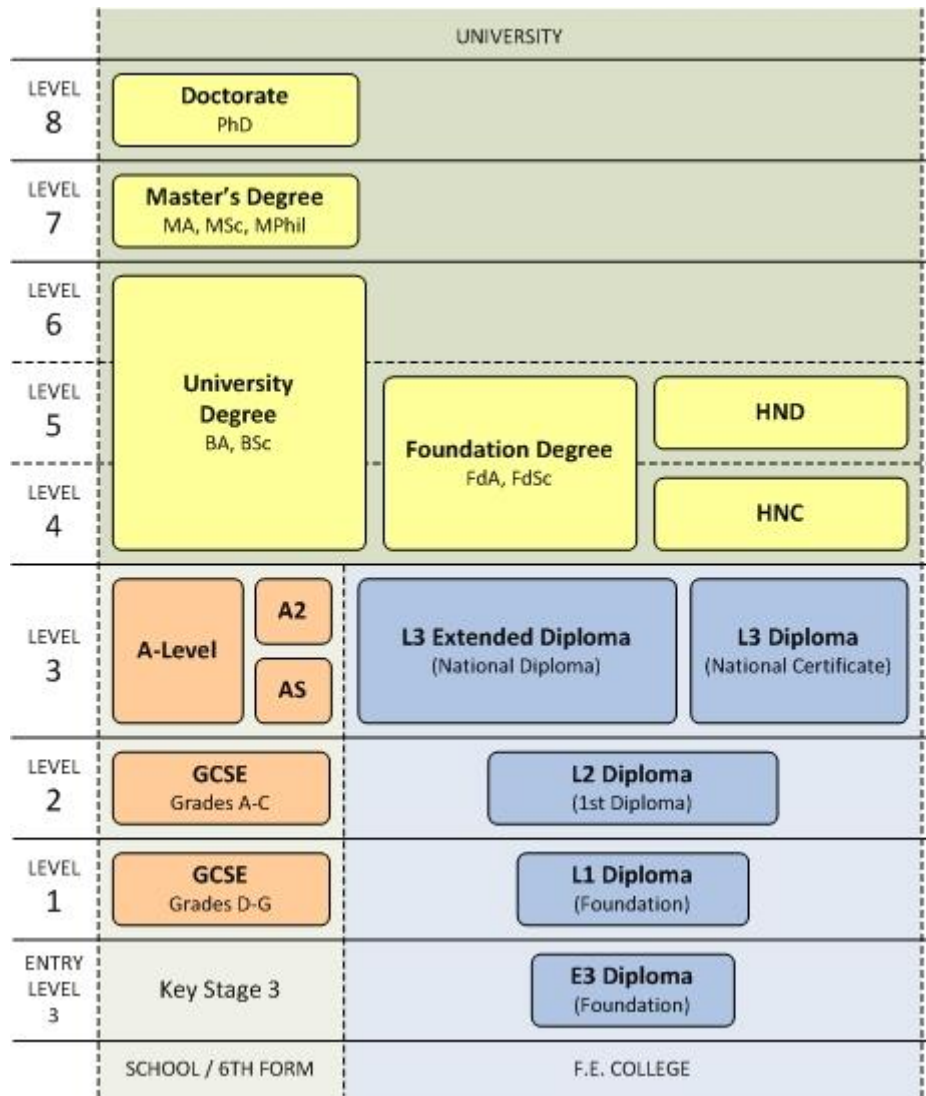 UNIVERSITY
LEVEL
8
Doctorate
PhD
LEVEL
7
Master's Degree
MA, MSc, MPhil
LEVEL
6
LEVEL
5
LEVEL
4
University
Degree
BA, BSc
Foundation Degree
FdA, FdSc
HND
HNC
LEVEL
3
A-Level
A2
AS
L3 Extended Diploma
(National Diploma)
L3 Diploma
(National Certificate)
LEVEL
2
GCSE
Grades A-C
L2 Diploma
(1st Diploma)
LEVEL
1
GCSE
Grades D-G
L1 Diploma
(Foundation)
ENTRY
LEVEL
3
Key Stage 3
E3 Diploma
(Foundation)
SCHOOL / 6TH FORM
F.E. COLLEGE